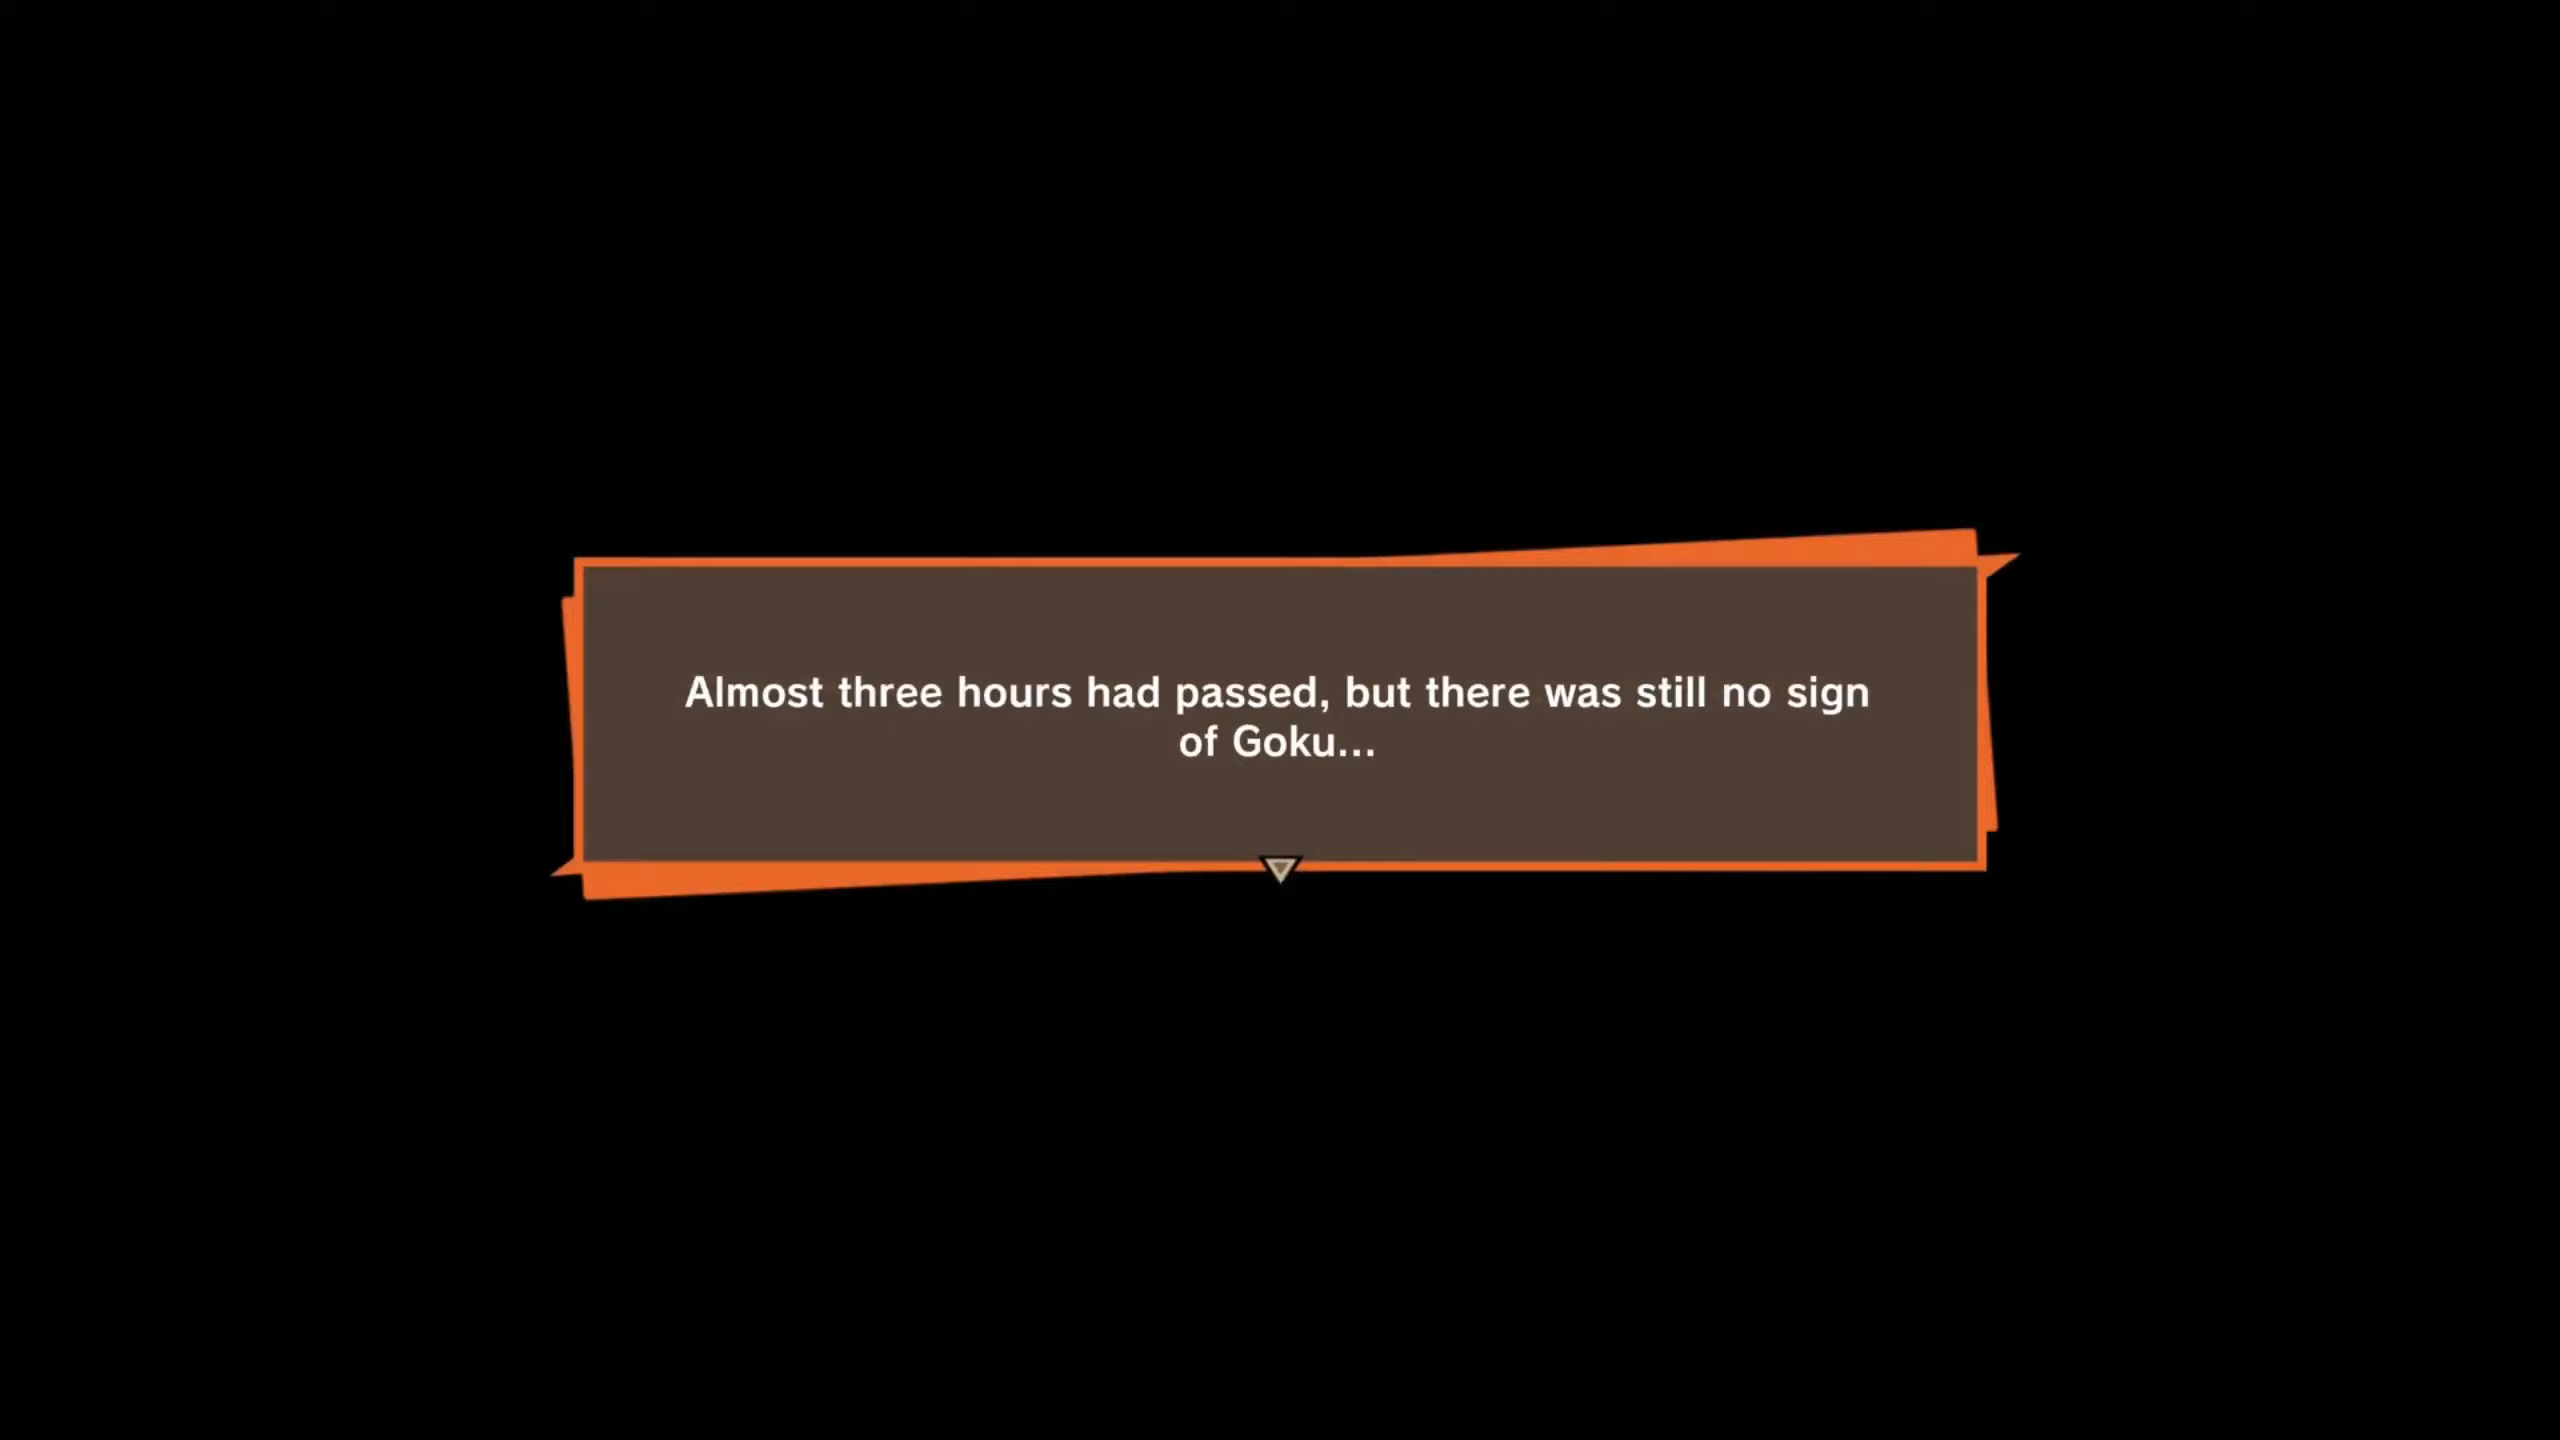 Almost three hours had passed, but there was still no sign
of Goku...